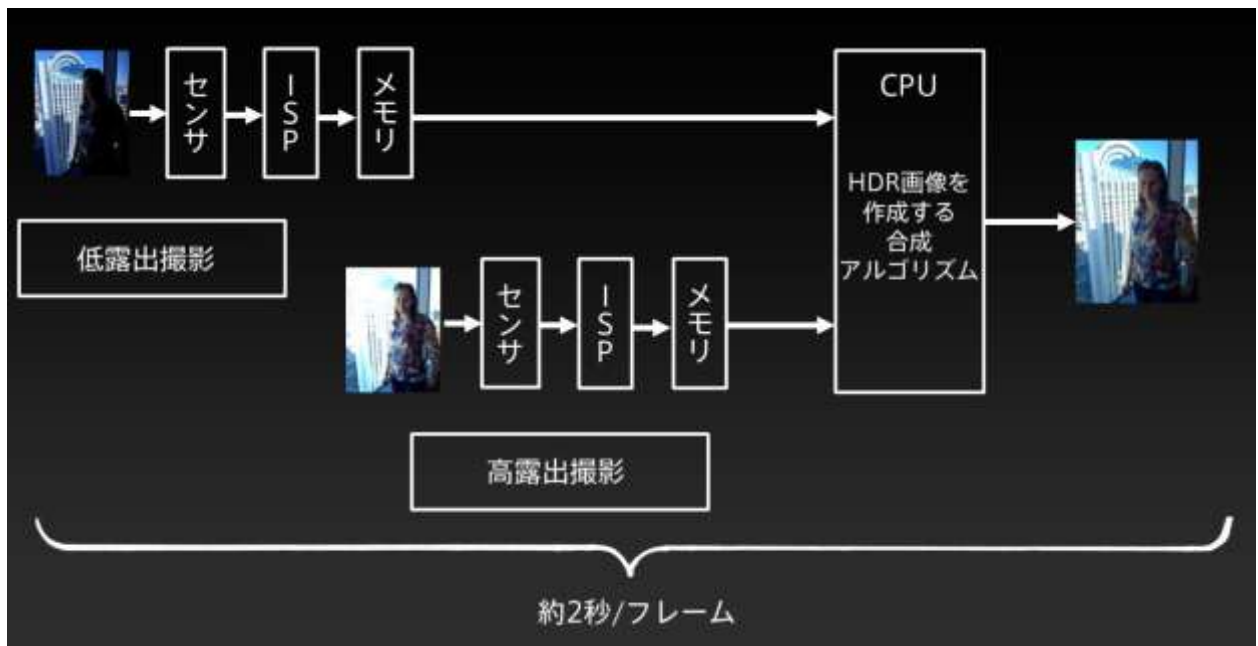 センサ
ISP
メモリ
CPU
HDR画像を
作成する
合成
アルゴリズム
低露出撮影
センサ
ISP
メモリ
高露出撮影
約2秒/フレーム